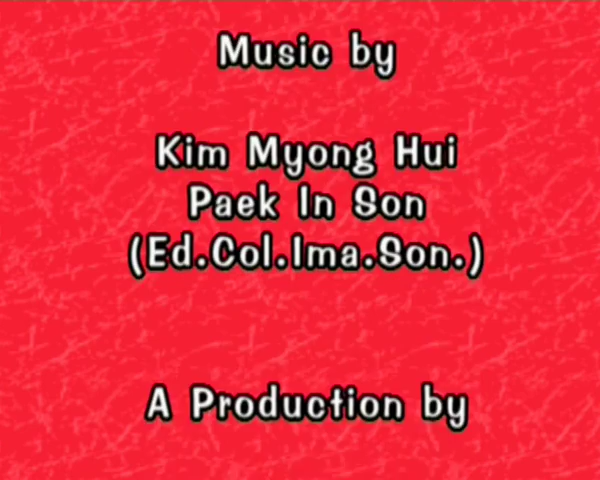 Music by
Kim Myong Hui
Paek In Son
(Ed.Col.Ima.Son.)
A Production by